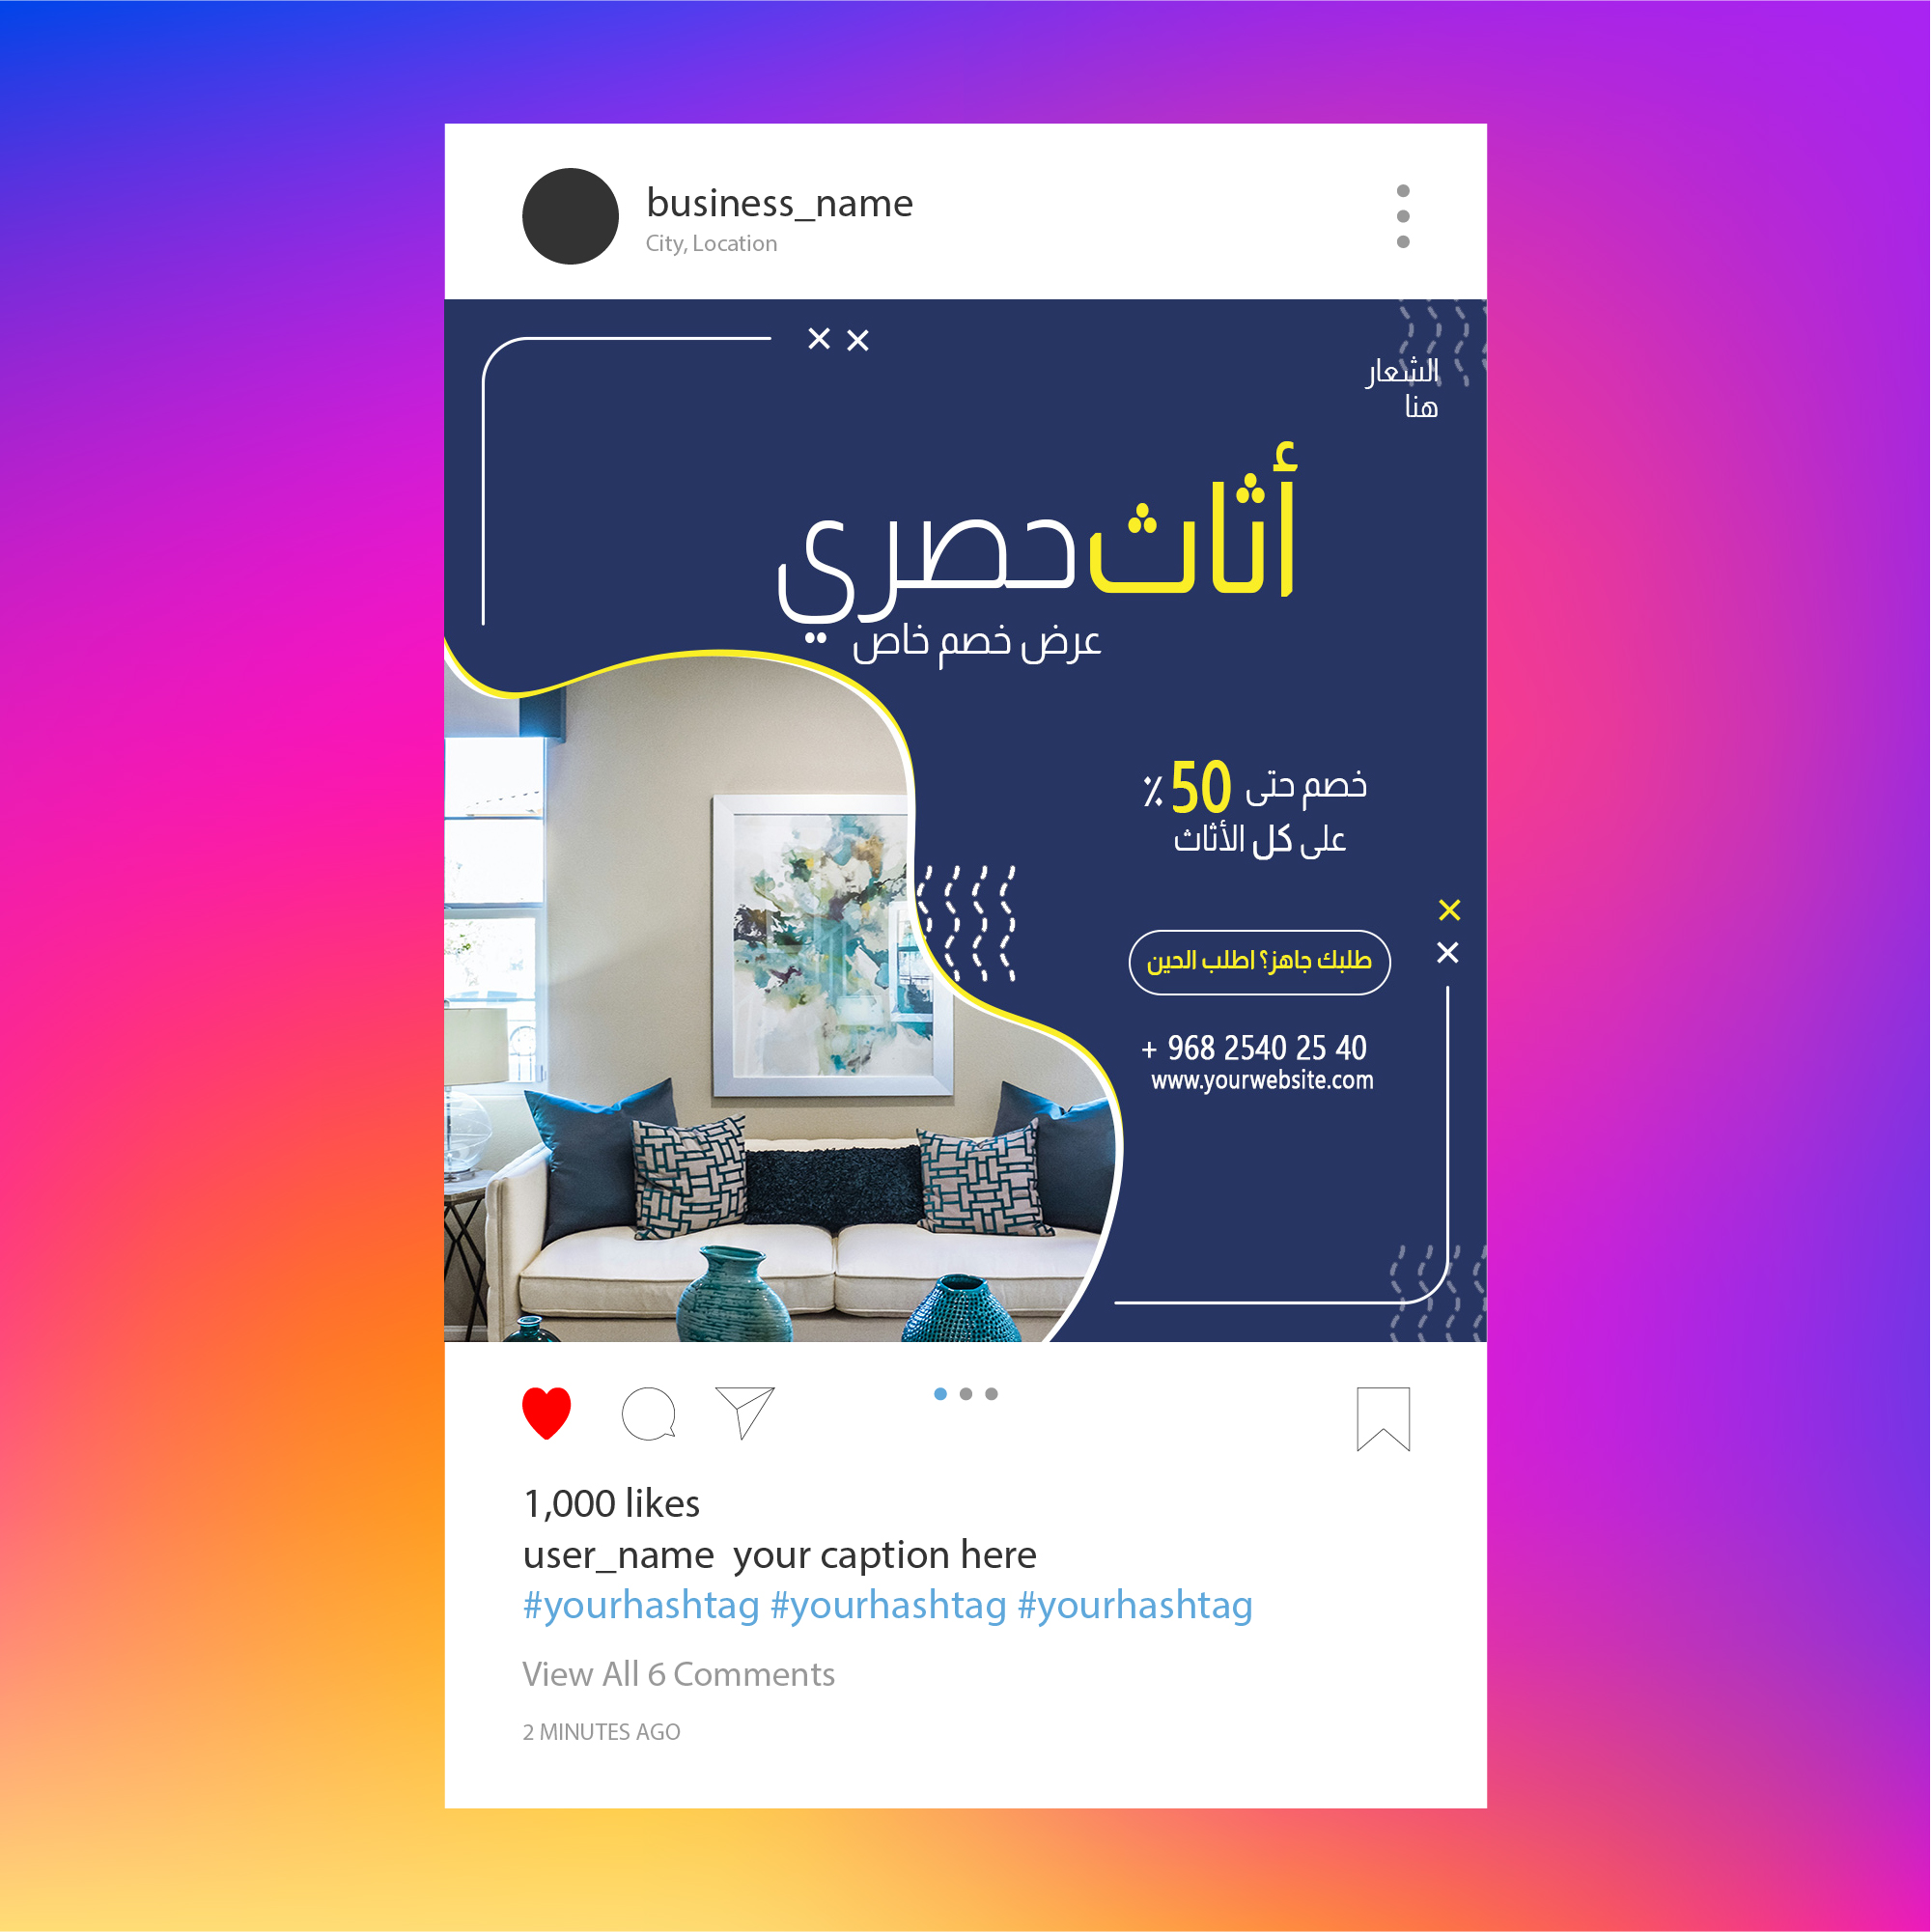 business_name
City, Location
الشعار
هنا
أثاث حصري
عرض خصم خاص
خصم حتى 50٪
على كل الأثاث
طلبك جاهز؟ اطلب الحين
+ 968 2540 25 40
www.yourwebsite.com
1,000 likes
user_name your caption here
#yourhashtag #yourhashtag #yourhashtag
View All 6 Comments
2 MINUTES AGO